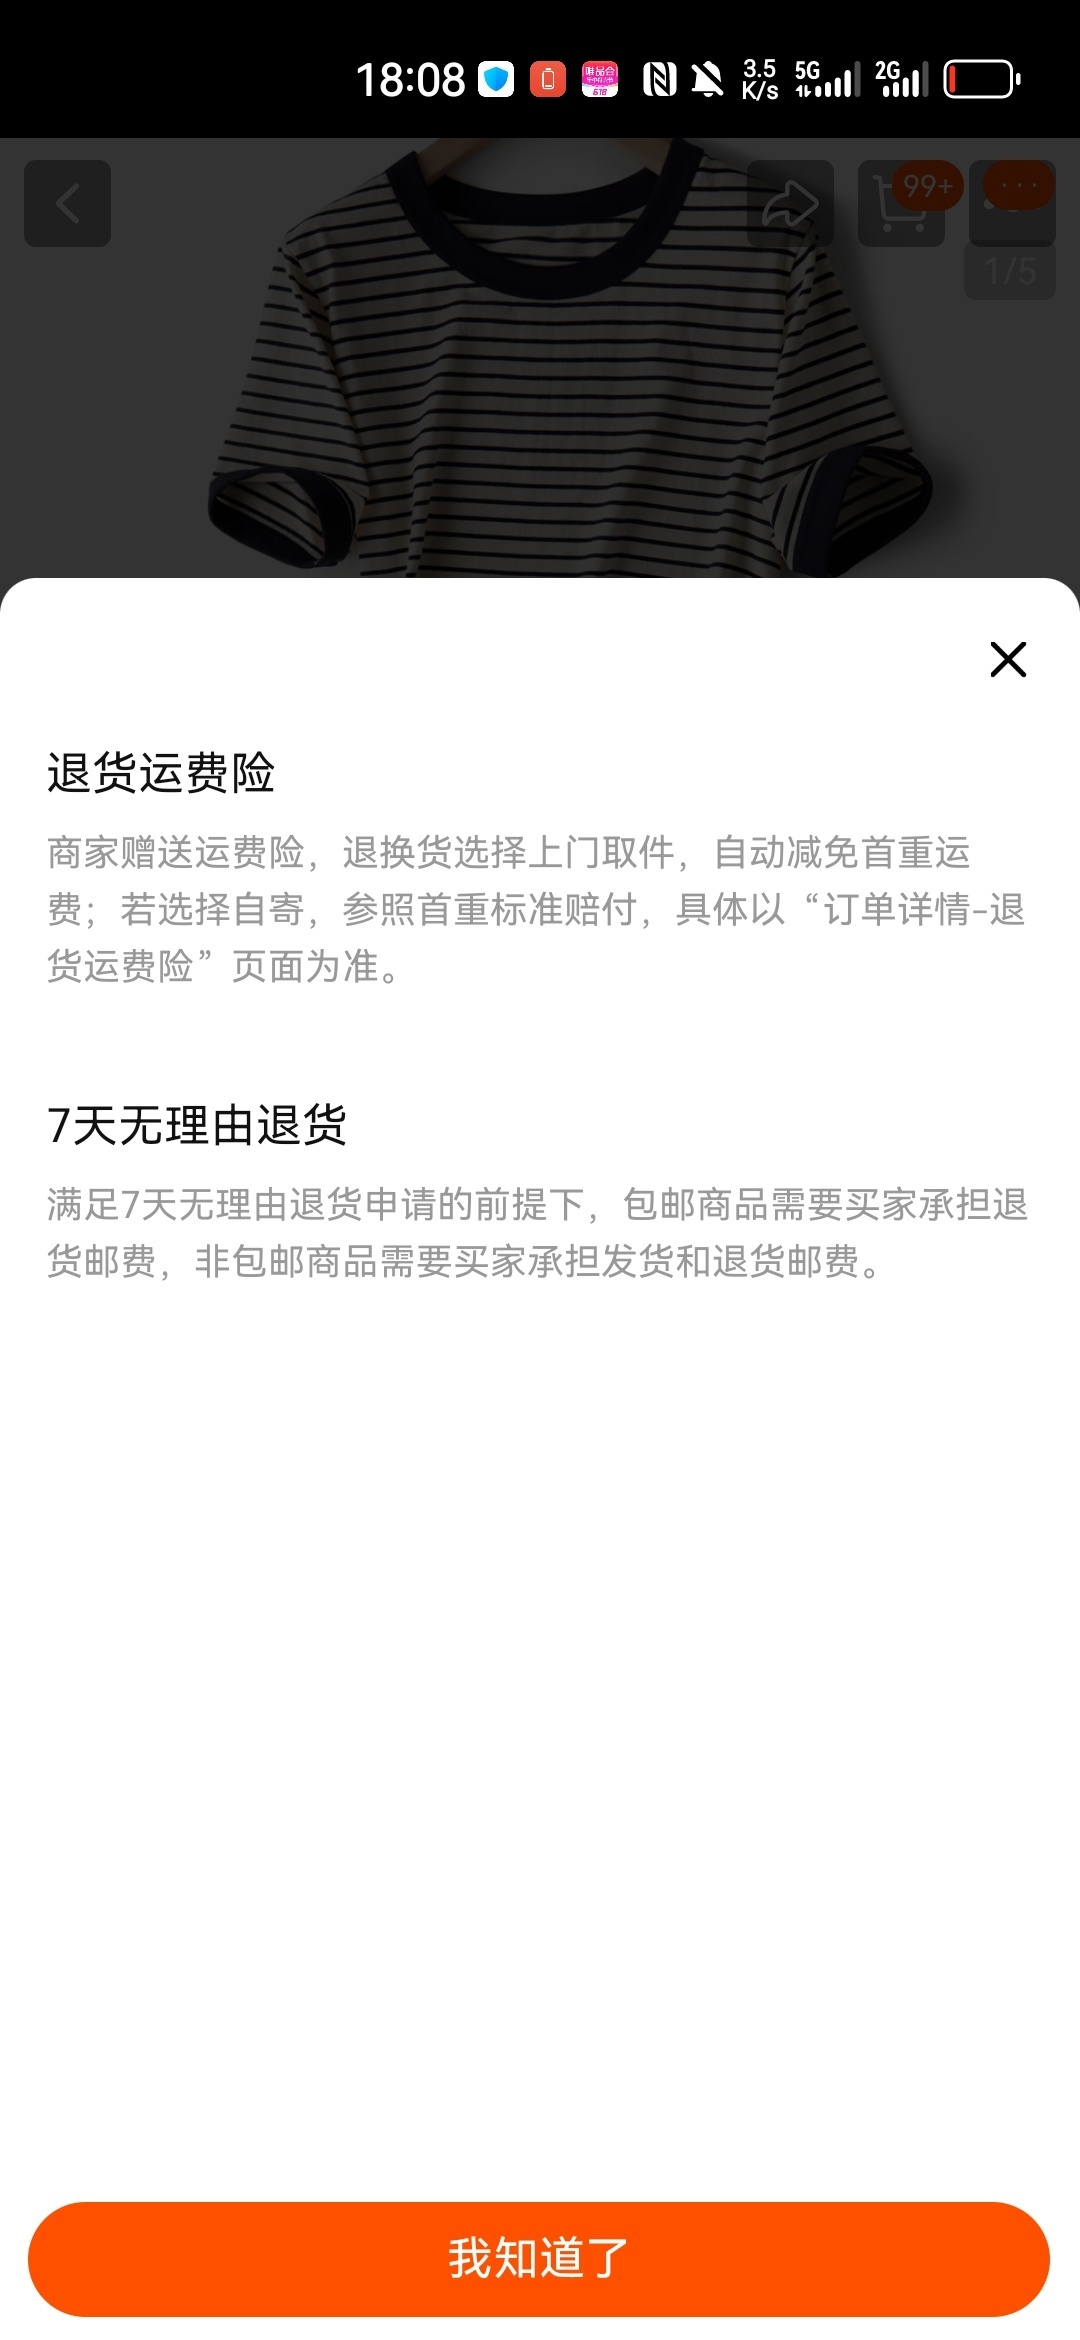 18:08
唯品会
618
3.5
K/s
5G
2G
99+
1/5
退货运费险
商家赠送运费险，退换货选择上门取件，自动减免首重运
费；若选择自寄，参照首重标准赔付，具体以“订单详情-退
货运费险”页面为准。
7天无理由退货
满足7天无理由退货申请的前提下，包邮商品需要买家承担退
货邮费，非包邮商品需要买家承担发货和退货邮费。
我知道了